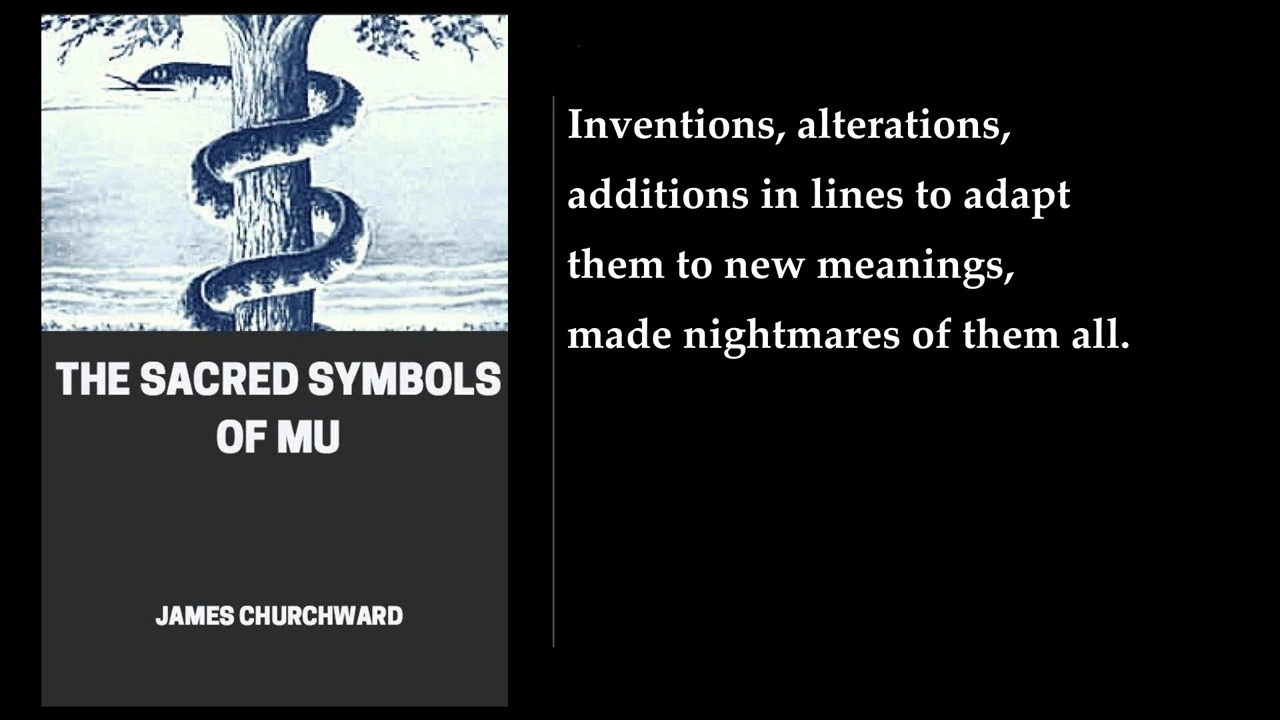 THE SACRED SYMBOLS
OF MU
JAMES CHURCHWARD
Inventions, alterations,
additions in lines to adapt
them to new meanings,
made nightmares of them all.